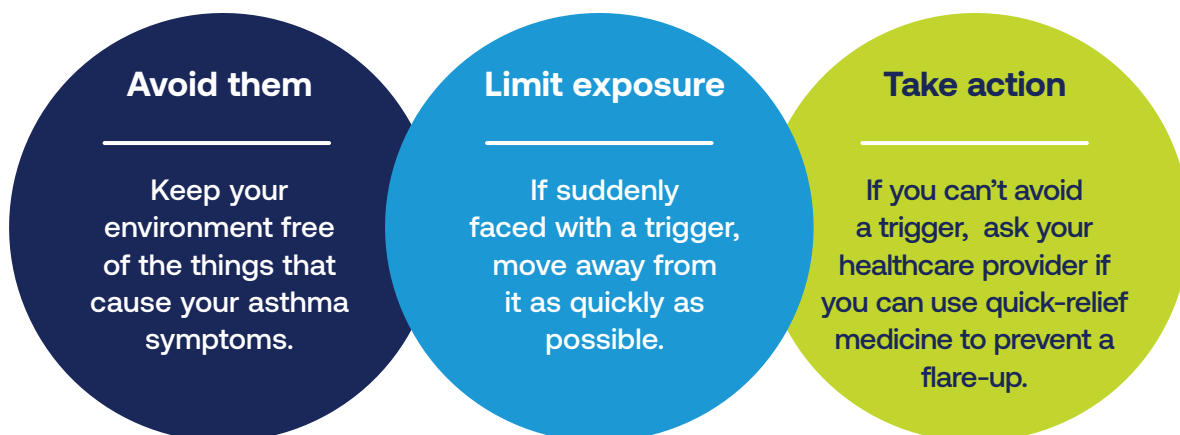 Avoid them
Keep your
environment free
of the things that
cause your asthma
symptoms.
Limit exposure
If suddenly
faced with a trigger,
move away from
it as quickly as
possible.
Take action
If you can’t avoid
a trigger,  ask your
healthcare provider if
you can use quick-relief
medicine to prevent a
flare-up.